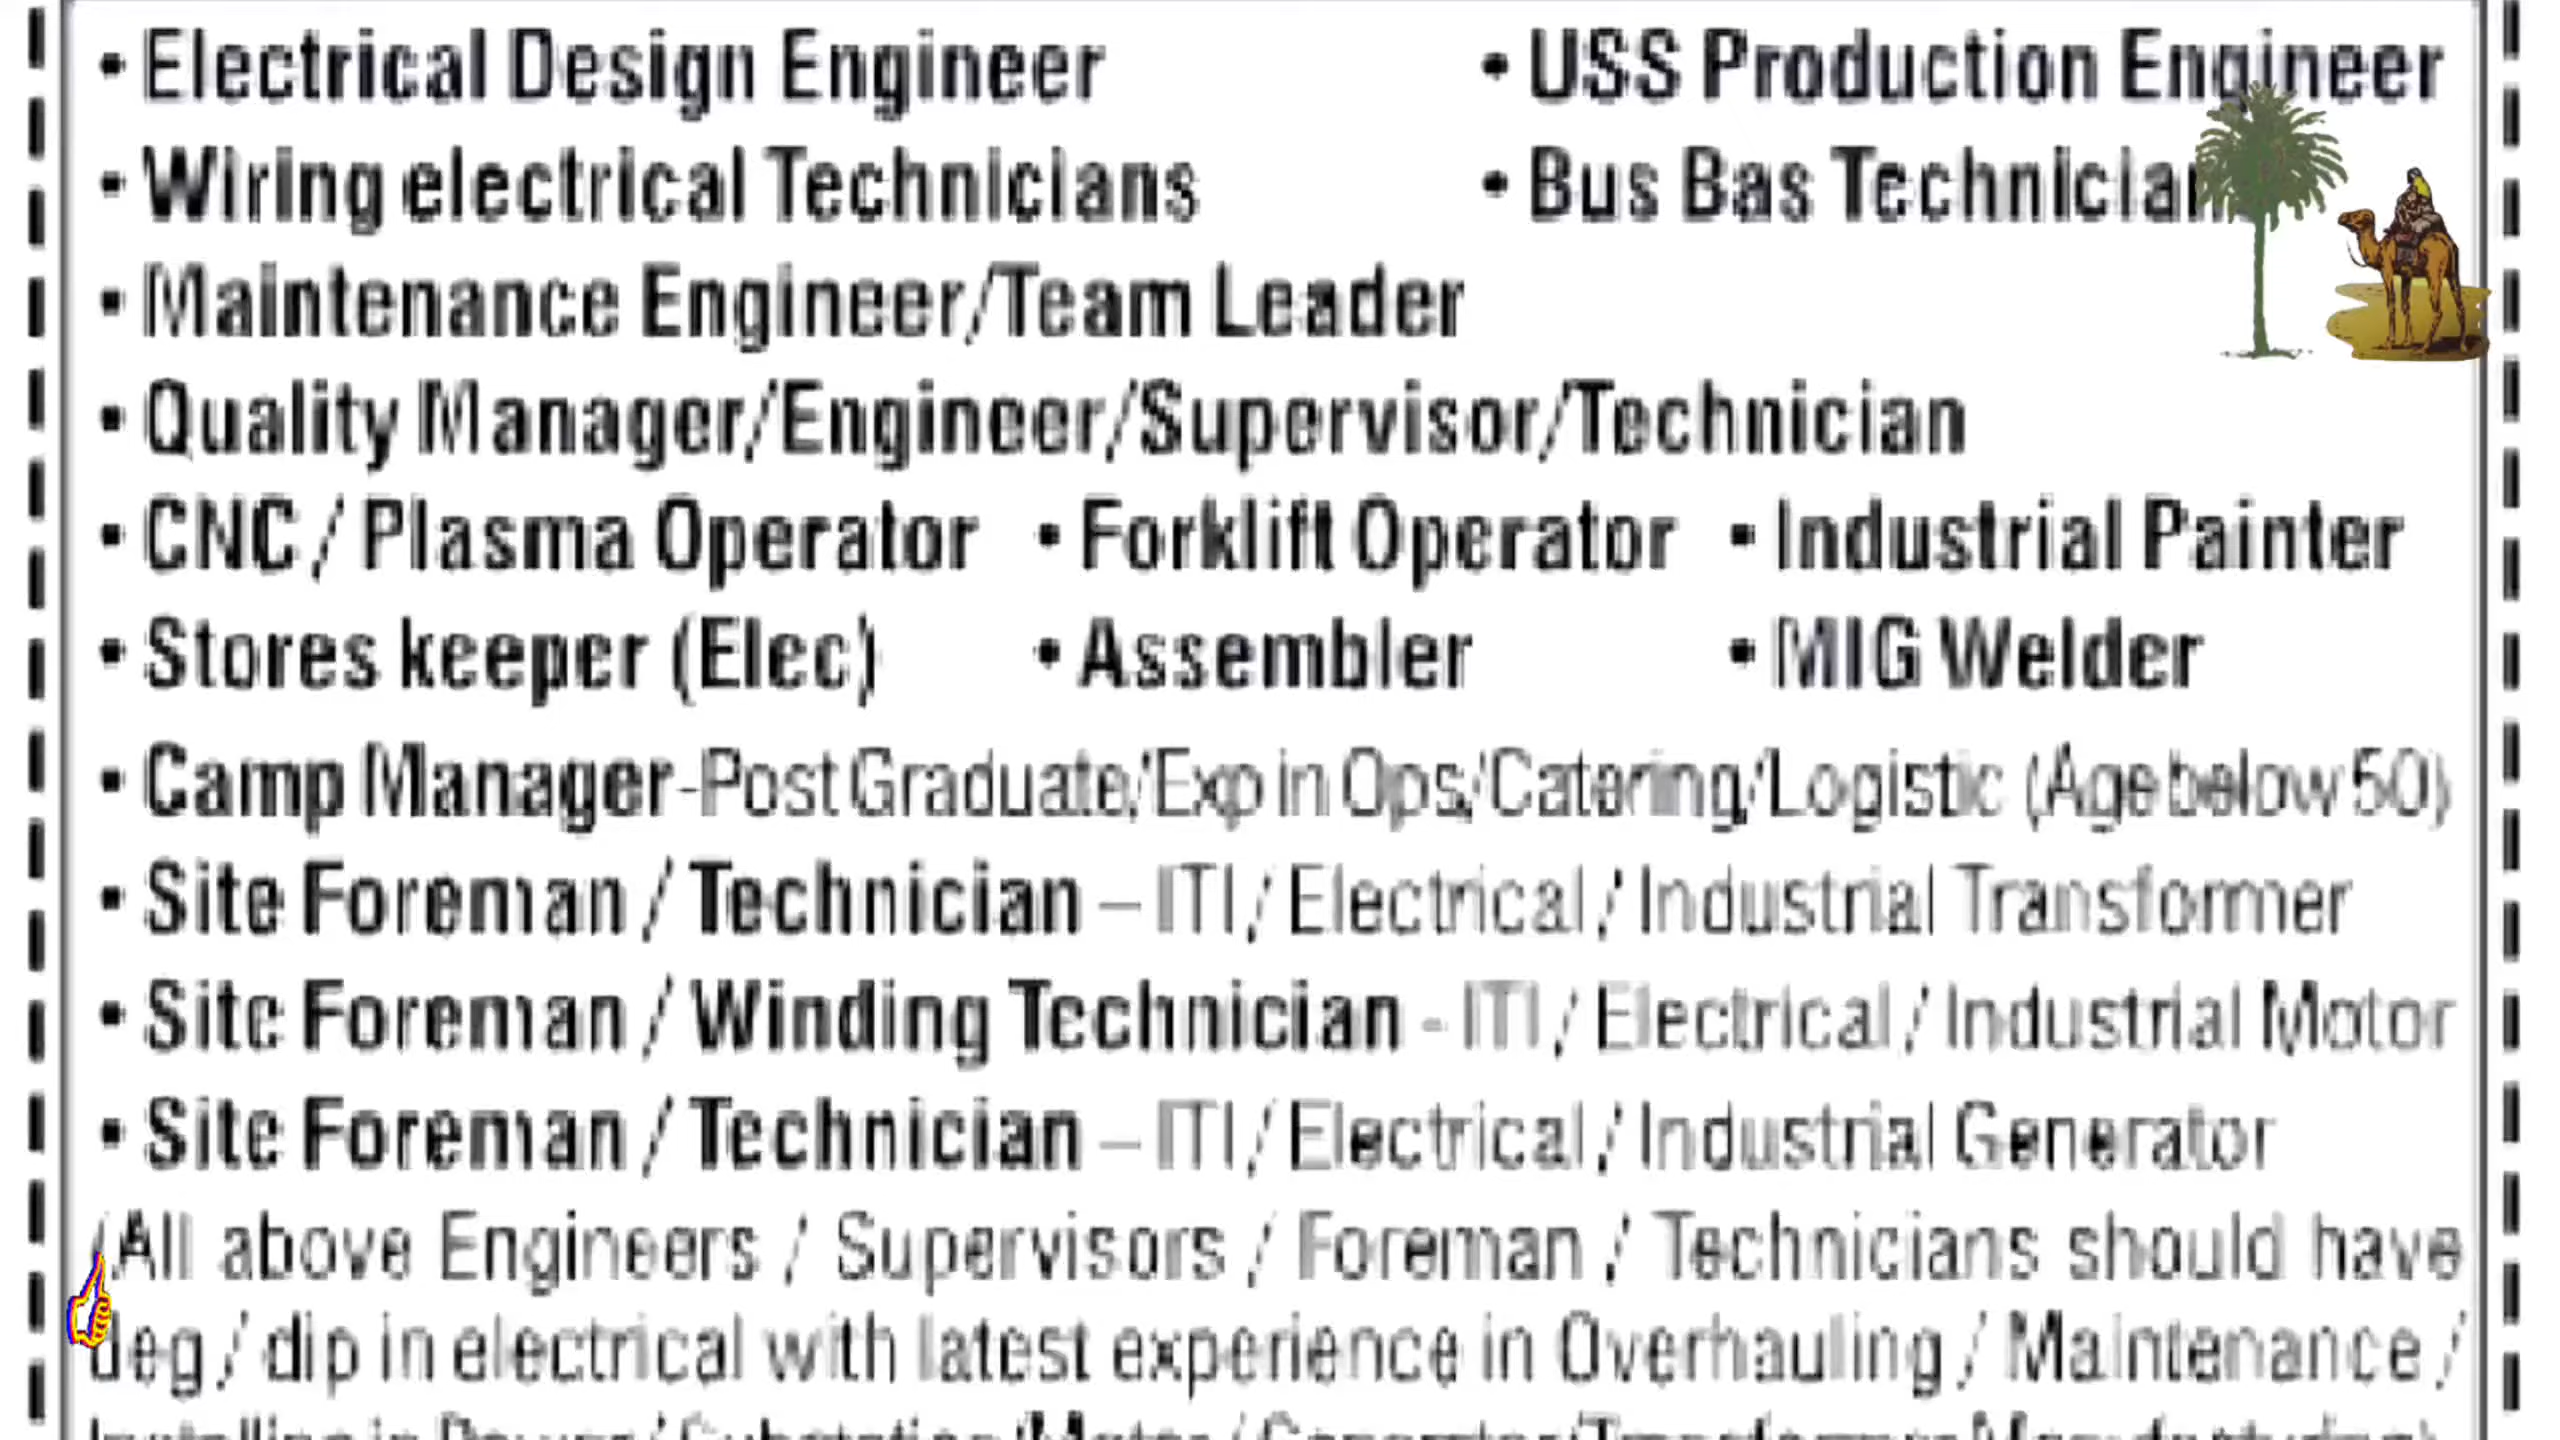 • Electrical Design Engineer • USS Production Engineer
• Wiring electrical Technicians • Bus Bas Technician
• Maintenance Engineer/Team Leader
• Quality Manager/Engineer/Supervisor/Technician
• CNC / Plasma Operator • Forklift Operator • Industrial Painter
• Stores keeper (Elec) • Assembler • MIG Welder
• Camp Manager-Post Graduate/Exp in Ops/Catering/Logistic (Age below 50)
• Site Foreman / Technician – ITI / Electrical / Industrial Transformer
• Site Foreman / Winding Technician - ITI / Electrical / Industrial Motor
• Site Foreman / Technician – ITI / Electrical / Industrial Generator
(All above Engineers / Supervisors / Foreman / Technicians should have
deg / dip in electrical with latest experience in Overhauling / Maintenance /